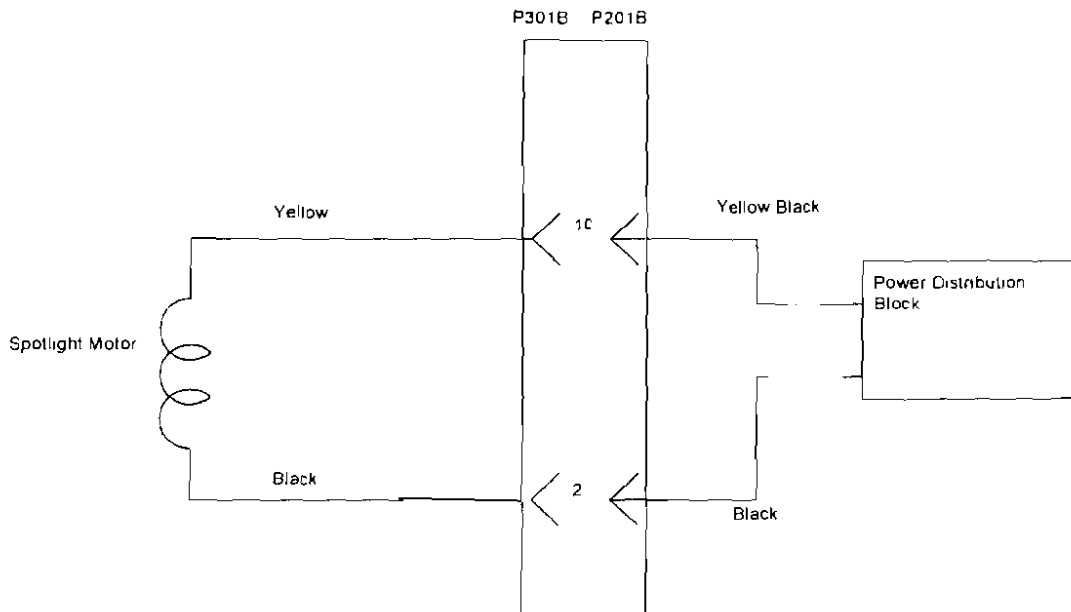 P301B P201B
Yellow
10
Yellow Black
Power Distribution
Block
Spotlight Motor
Black
2
Black